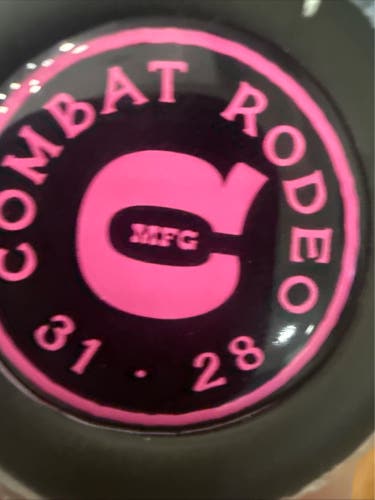 COMBAT RODEO
C
MFG
31 · 28